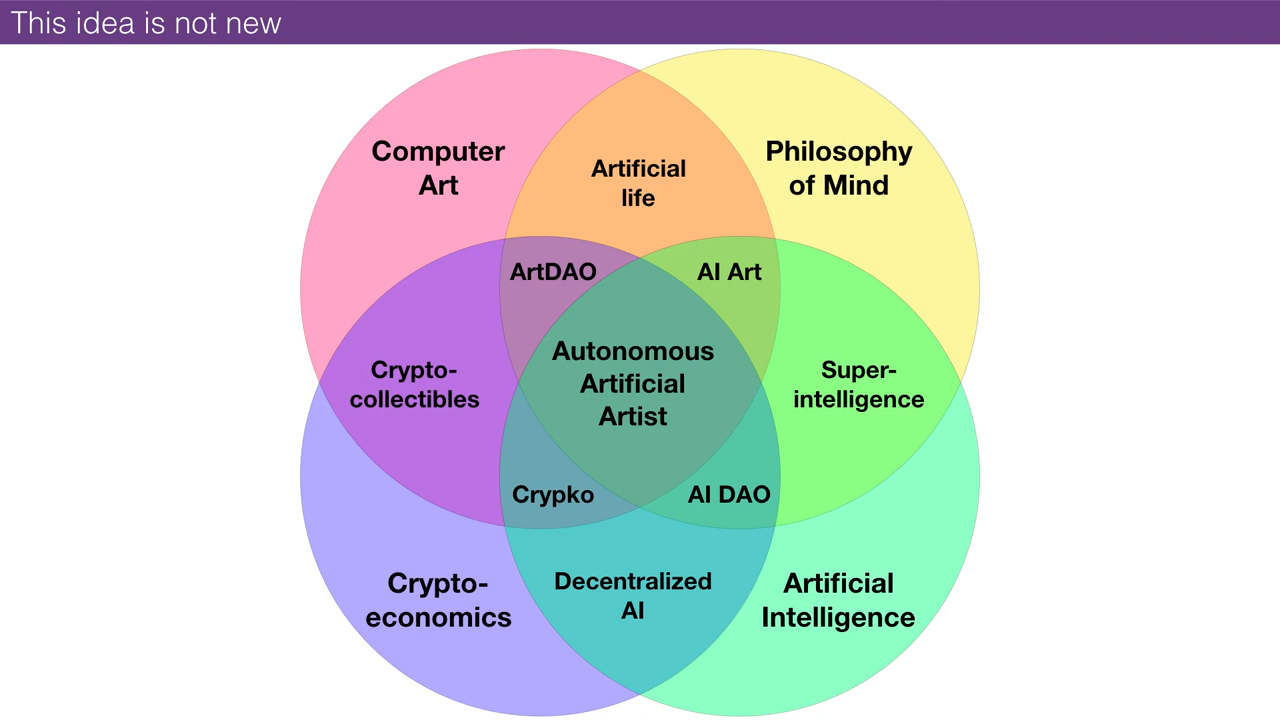 This idea is not new
Computer
Art
Artificial
life
Philosophy
of Mind
ArtDAO
AI Art
Crypto-
collectibles
Autonomous
Artificial
Artist
Super-
intelligence
Crypko
AI DAO
Crypto-
economics
Decentralized
AI
Artificial
Intelligence